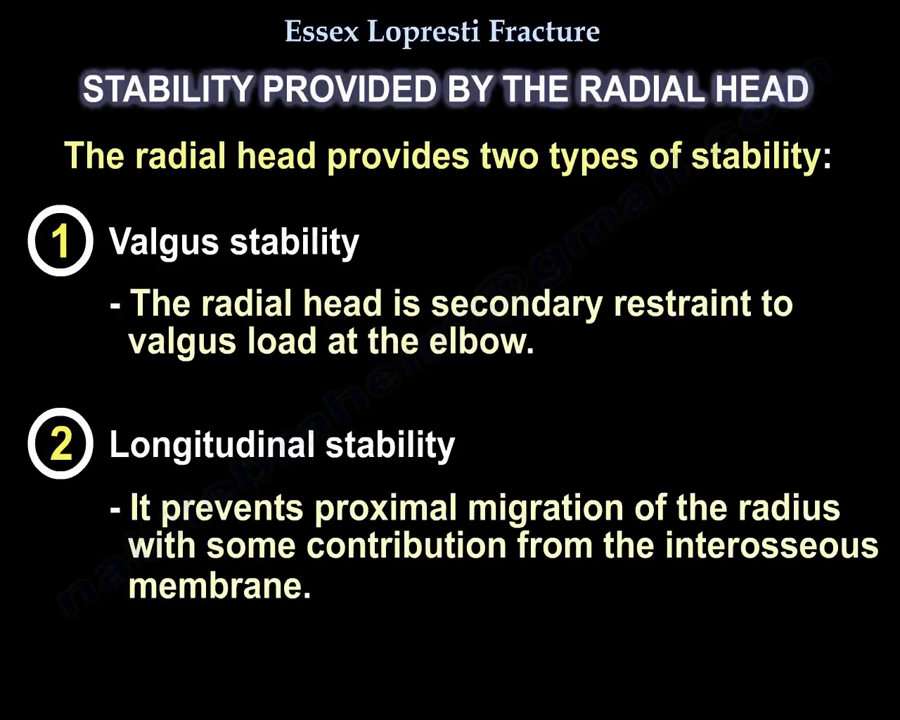 Essex Lopresti Fracture
STABILITY PROVIDED BY THE RADIAL HEAD
The radial head provides two types of stability:
1 Valgus stability
- The radial head is secondary restraint to
valgus load at the elbow.
2 Longitudinal stability
- It prevents proximal migration of the radius
with some contribution from the interosseous
membrane.